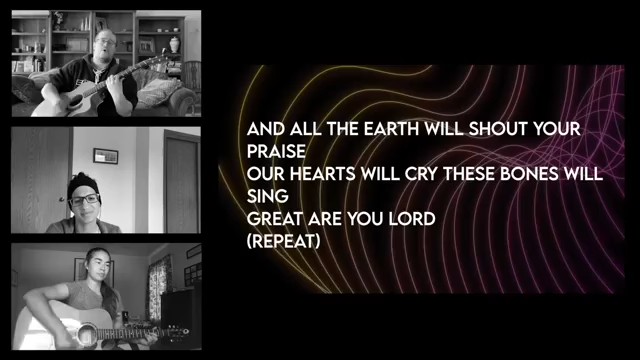 AND ALL THE EARTH WILL SHOUT YOUR
PRAISE
OUR HEARTS WILL CRY THESE BONES WILL
SING
GREAT ARE YOU LORD
(REPEAT)